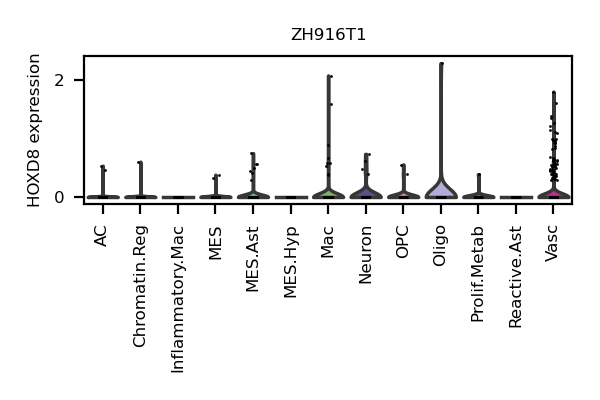 ZH916T1
HOXD8 expression
2
0
AC
Chromatin.Reg
Inflammatory.Mac
MES
MES.Ast
MES.Hyp
Mac
Neuron
OPC
Oligo
Prolif.Metab
Reactive.Ast
Vasc